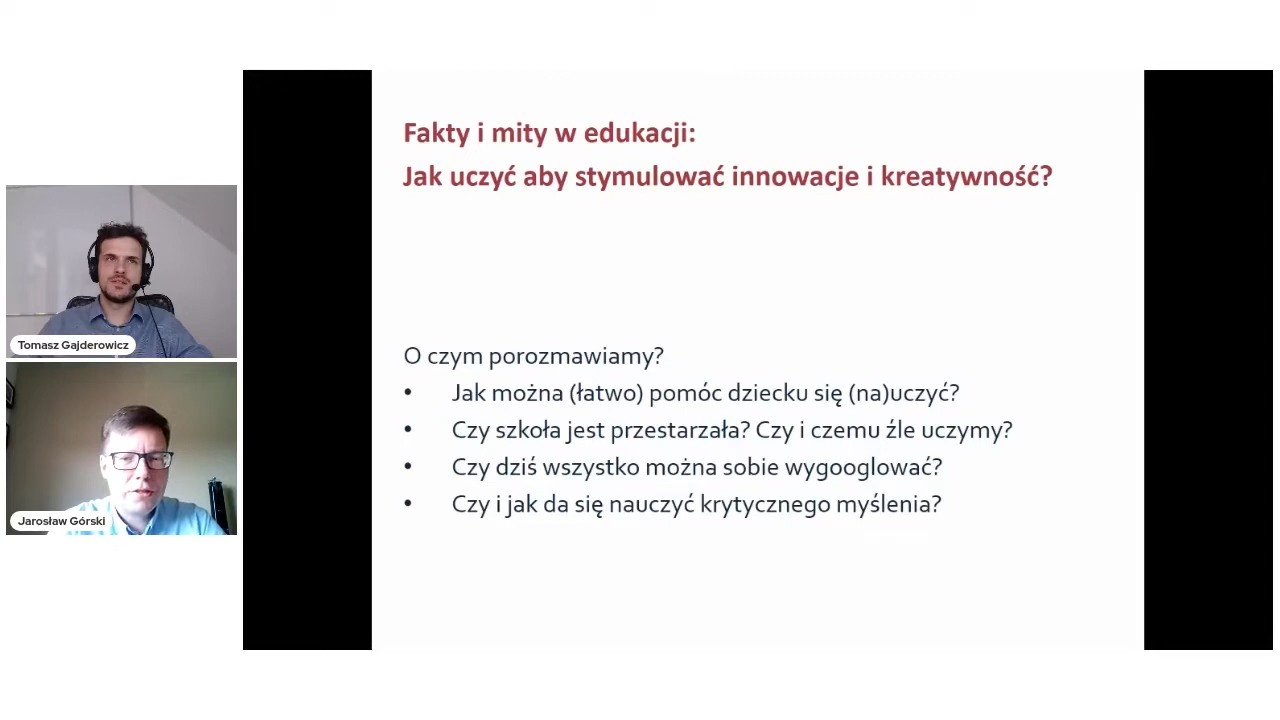 Fakty i mity w edukacji:
Jak uczyć aby stymulować innowacje i kreatywność?
O czym porozmawiamy?
• Jak można (łatwo) pomóc dziecku się (na)uczyć?
• Czy szkoła jest przestarzała? Czy i czemu źle uczymy?
• Czy dziś wszystko można sobie wygooglować?
• Czy i jak da się nauczyć krytycznego myślenia?
Tomasz Gajderowicz
Jarosław Górski